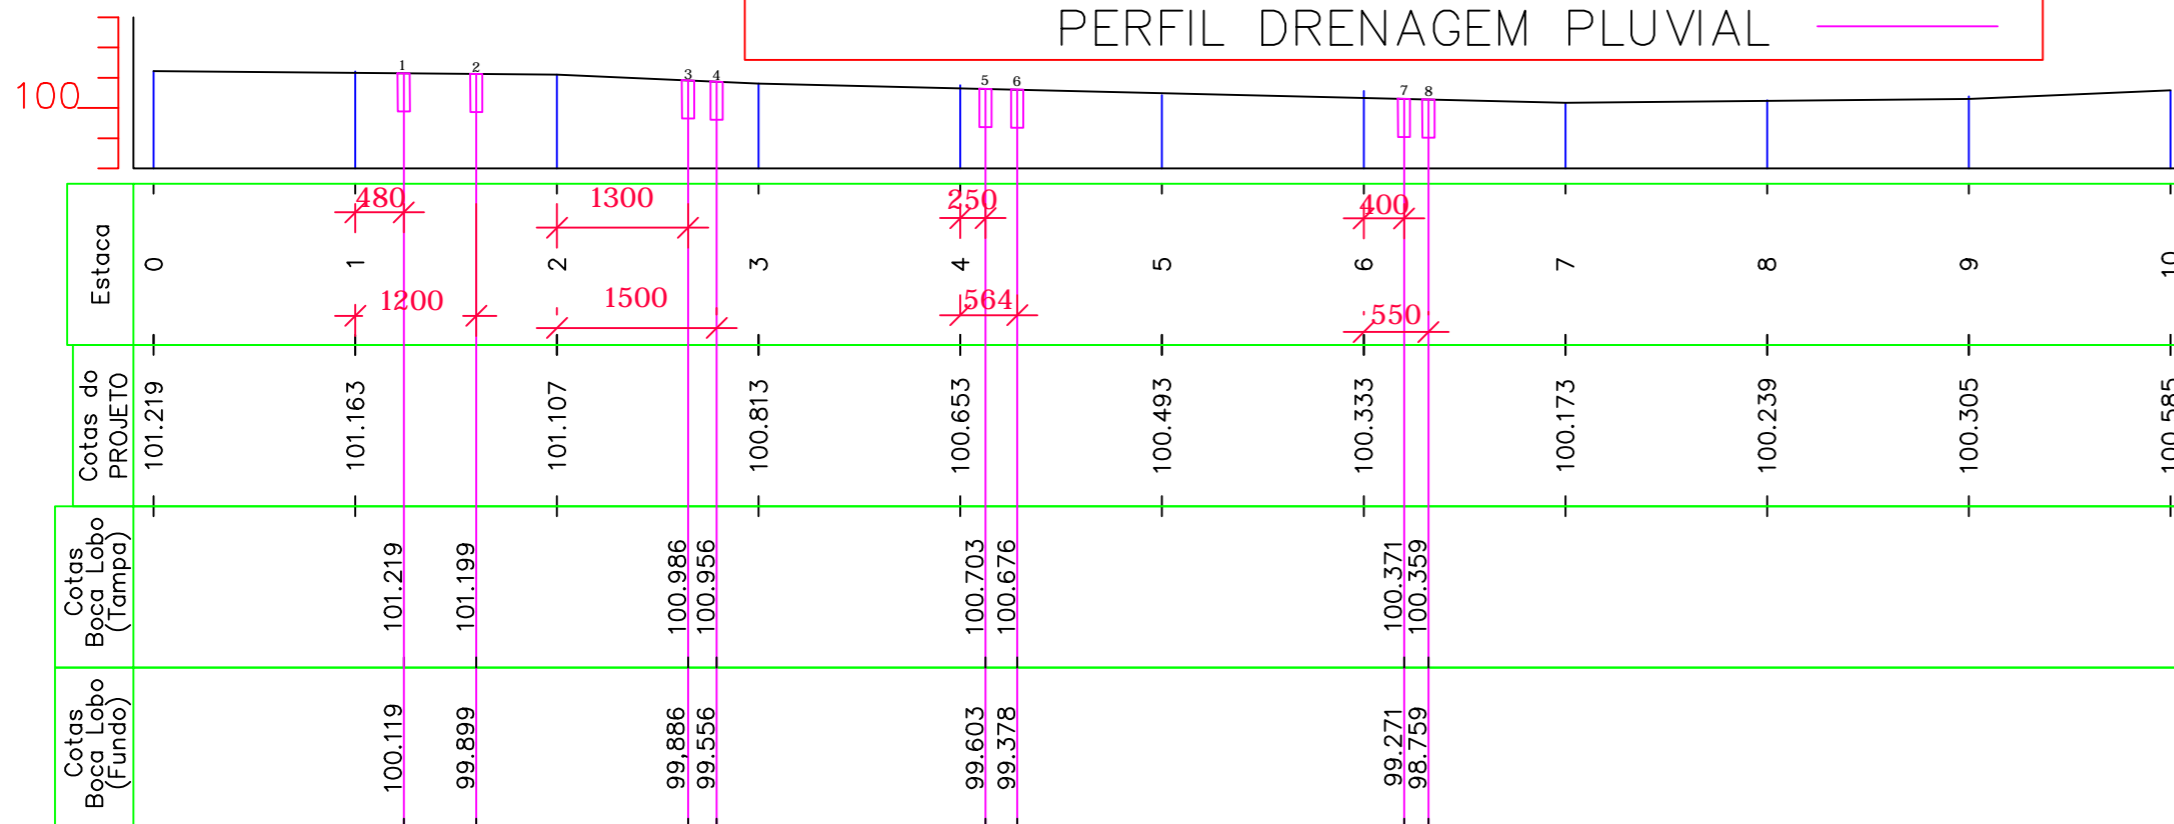 PERFIL DRENAGEM PLUVIAL
100
1 2 3 4 5 6 7 8
480 1300 250 400
Estaca
0 1 2 3 4 5 6 7 8 9 10
1200 1500 564 550
Cotas do
PROJETO
101.219 101.163 101.107 100.813 100.653 100.493 100.333 100.173 100.239 100.305 100.585
Cotas
Boca Lobo
(Tampa)
101.219 101.199 100.986 100.956 100.703 100.676 100.371 100.359
Cotas
Boca Lobo
(Fundo)
100.119 99.899 99,886 99.556 99.603 99.378 99.271 98.759